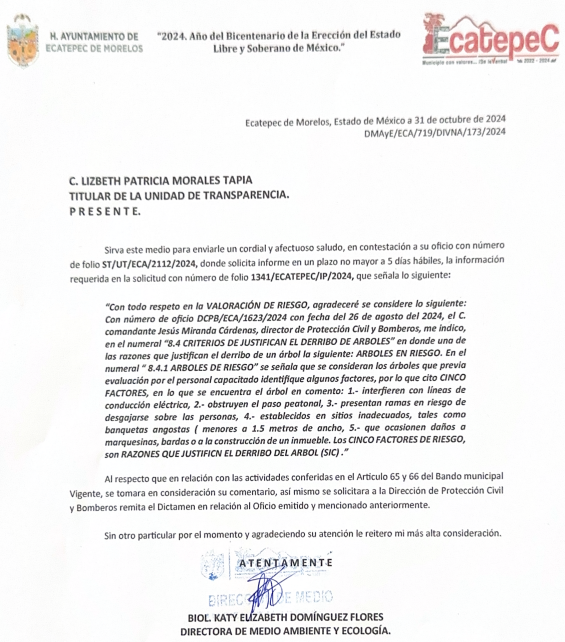 H. AYUNTAMIENTO DE
ECATEPEC DE MORELOS
"2024. Año del Bicentenario de la Erección del Estado
Libre y Soberano de México."
EcatepeC
Municipio con valores... ¡De Verdad! 2022 - 2024
Ecatepec de Morelos, Estado de México a 31 de octubre de 2024
DMAyE/ECA/719/DIVNA/173/2024
C. LIZBETH PATRICIA MORALES TAPIA
TITULAR DE LA UNIDAD DE TRANSPARENCIA.
P R E S E N T E.
Sirva este medio para enviarle un cordial y afectuoso saludo, en contestación a su oficio con número
de folio ST/UT/ECA/2112/2024, donde solicita informe en un plazo no mayor a 5 días hábiles, la información
requerida en la solicitud con número de folio 1341/ECATEPEC/IP/2024, que señala lo siguiente:
"Con todo respeto en la VALORACIÓN DE RIESGO, agradeceré se considere lo siguiente:
Con número de oficio DCPB/ECA/1623/2024 con fecha del 26 de agosto del 2024, el C.
comandante Jesús Miranda Cárdenas, director de Protección Civil y Bomberos, me indico,
en el numeral "8.4 CRITERIOS DE JUSTIFICAN EL DERRIBO DE ARBOLES" en donde una de
las razones que justifican el derribo de un árbol la siguiente: ARBOLES EN RIESGO. En el
numeral " 8.4.1 ARBOLES DE RIESGO" se señala que se consideran los árboles que previa
evaluación por el personal capacitado identifique algunos factores, por lo que cito CINCO
FACTORES, en lo que se encuentra el árbol en comento: 1.- interfieren con líneas de
conducción eléctrica, 2.- obstruyen el paso peatonal, 3.- presentan ramas en riesgo de
desgajarse sobre las personas, 4.- establecidos en sitios inadecuados, tales como
banquetas angostas ( menores a 1.5 metros de ancho, 5.- que ocasionen daños a
marquesinas, bardas o a la construcción de un inmueble. Los CINCO FACTORES DE RIESGO,
son RAZONES QUE JUSTIFICN EL DERRIBO DEL ARBOL (SIC) ."
Al respecto que en relación con las actividades conferidas en el Artículo 65 y 66 del Bando municipal
Vigente, se tomara en consideración su comentario, así mismo se solicitara a la Dirección de Protección Civil
y Bomberos remita el Dictamen en relación al Oficio emitido y mencionado anteriormente.
Sin otro particular por el momento y agradeciendo su atención le reitero mi más alta consideración.
A T E N T A M E N T E
DE MEDIO
BIOL. KATY ELIZABETH DOMÍNGUEZ FLORES
DIRECTORA DE MEDIO AMBIENTE Y ECOLOGÍA.